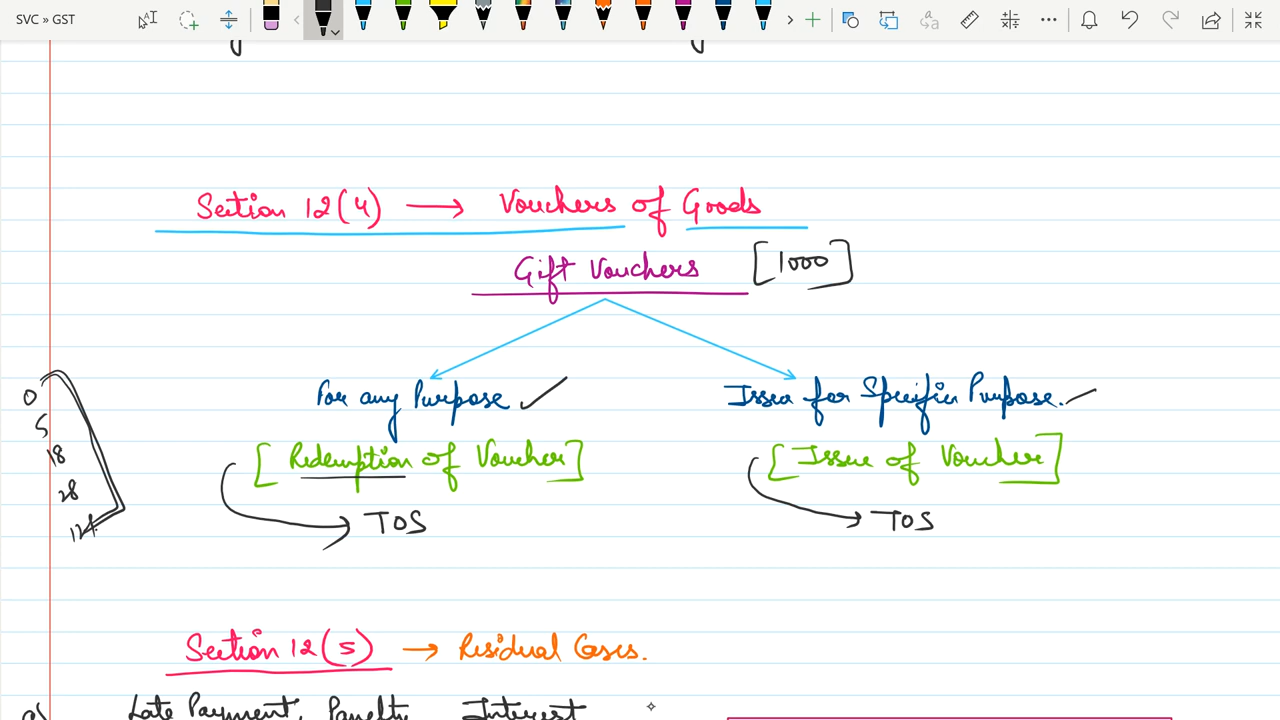 SVC » GST
Section 12(4) → Vouchers of Goods
Gift Vouchers [1000]
For any Purpose ✓
Issue for Specific Purpose.
[Redemption of Voucher]
[Issue of Voucher]
→ TOS
→ TOS
0
5
18
28
Section 12(5) → Residual Cases.
a)
Late Payment, Penalty Interest